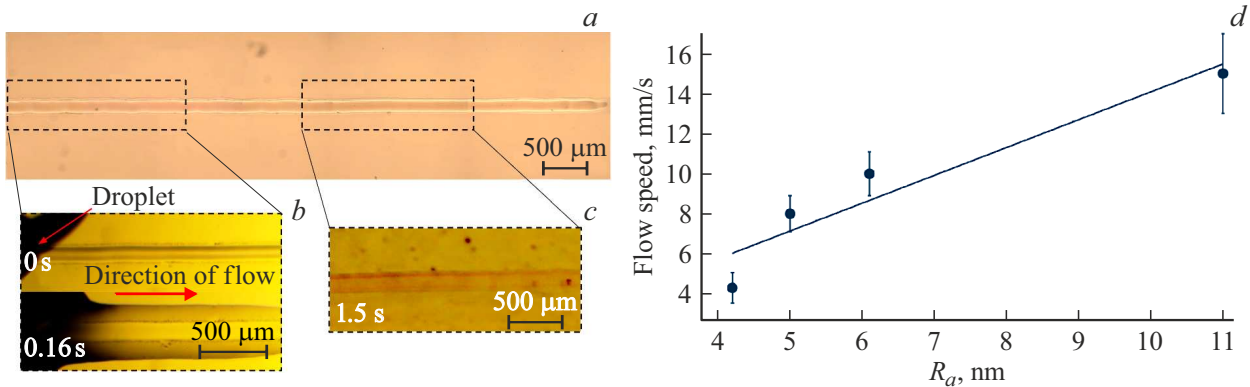 a
500 μm
Droplet
b
0 s
Direction of flow
500 μm
0.16 s
c
1.5 s
500 μm
d
Flow speed, mm/s
16
14
12
10
8
6
4
4 5 6 7 8 9 10 11
Ra, nm